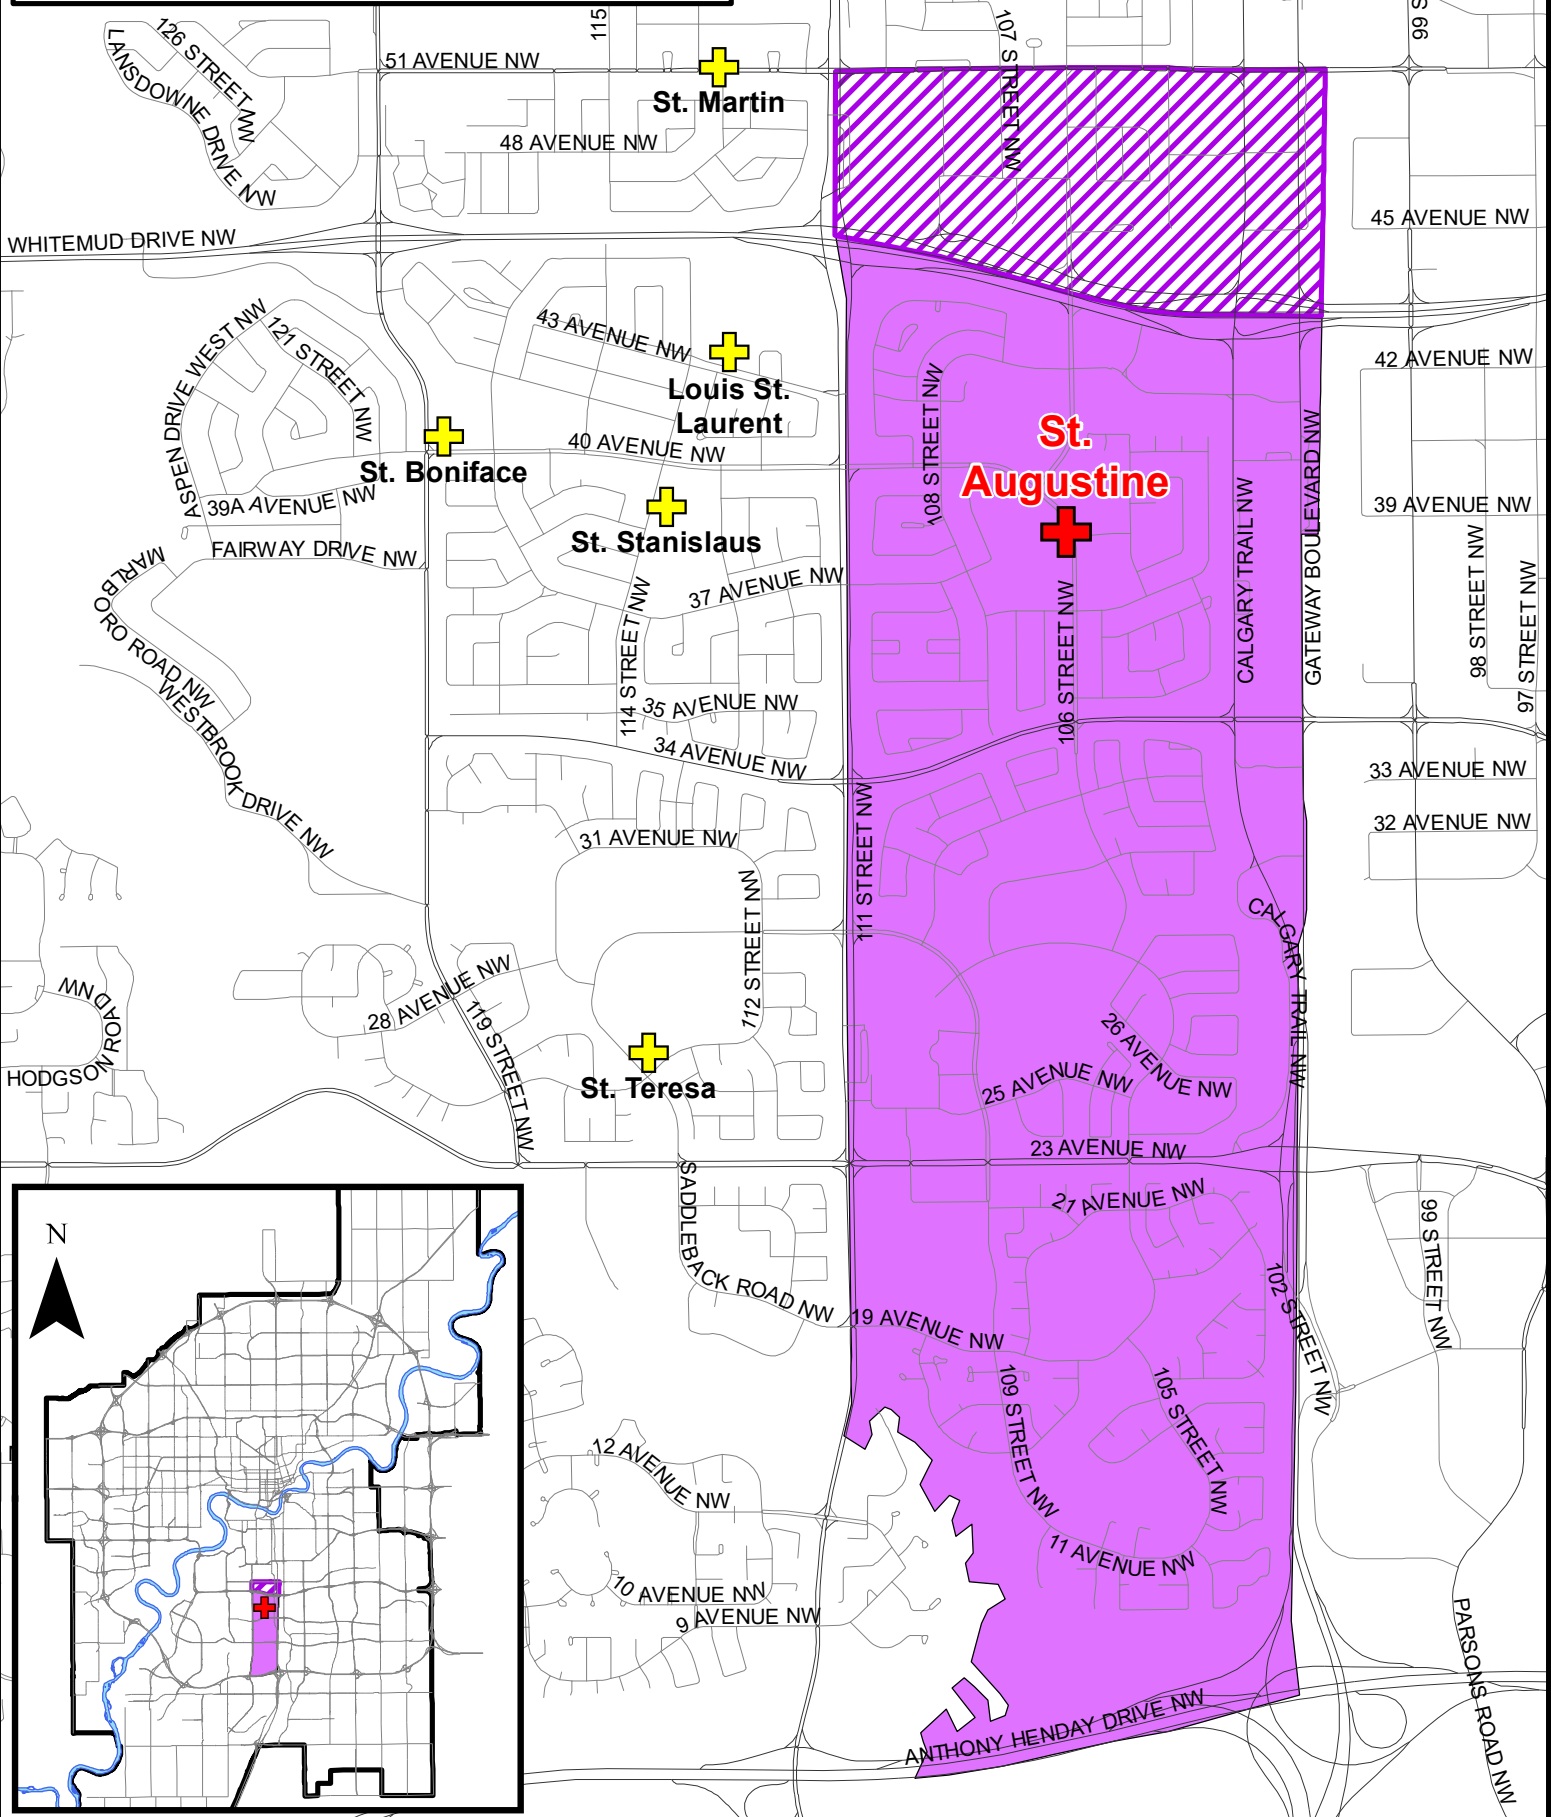 115
107 STREET NW
S 66
126 STREET NW
LANSDOWNE DRIVE NW
51 AVENUE NW
St. Martin
48 AVENUE NW
45 AVENUE NW
WHITEMUD DRIVE NW
43 AVENUE NW
Louis St.
Laurent
42 AVENUE NW
ASPEN DRIVE WEST NW
121 STREET NW
108 STREET NW
St.
Augustine
40 AVENUE NW
St. Boniface
39A AVENUE NW
CALGARY TRAIL NW
GATEWAY BOULEVARD NW
39 AVENUE NW
St. Stanislaus
FAIRWAY DRIVE NW
MARLBORO ROAD NW
37 AVENUE NW
114 STREET NW
106 STREET NW
98 STREET NW
97 STREET NW
WESTBROOK DRIVE NW
35 AVENUE NW
34 AVENUE NW
33 AVENUE NW
31 AVENUE NW
111 STREET NW
32 AVENUE NW
112 STREET NW
CALGARY TRAIL NW
28 AVENUE NW
119 STREET NW
HODGSON ROAD NW
26 AVENUE NW
25 AVENUE NW
St. Teresa
23 AVENUE NW
SADDLEBACK ROAD NW
21 AVENUE NW
99 STREET NW
N
102 STREET NW
19 AVENUE NW
109 STREET NW
105 STREET NW
12 AVENUE NW
11 AVENUE NW
10 AVENUE NW
9 AVENUE NW
PARSONS ROAD NW
ANTHONY HENDAY DRIVE NW